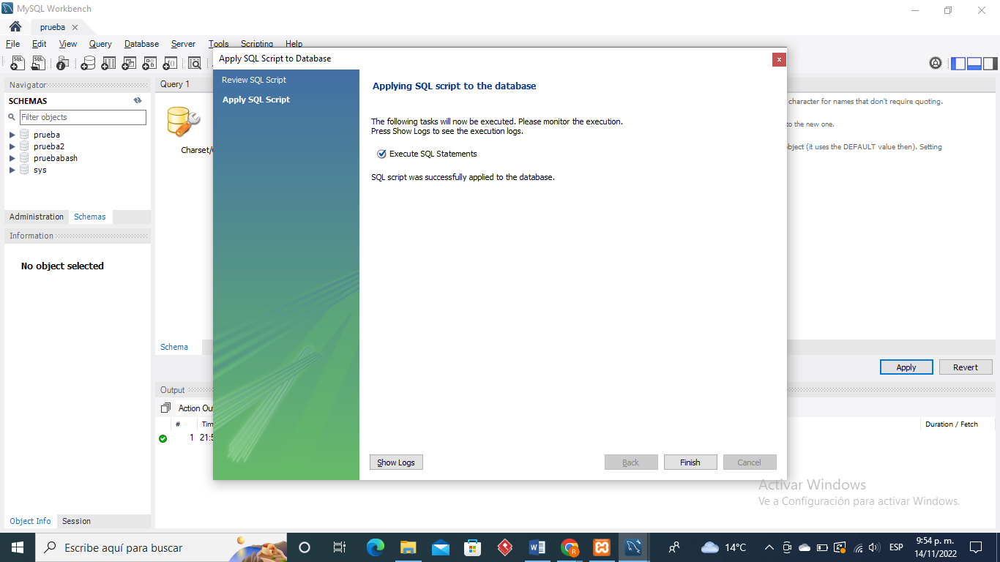 MySQL Workbench
prueba
File Edit View Query Database Server Tools Scripting Help
Navigator
SCHEMAS
Filter objects
prueba
prueba2
pruebabash
sys
Administration Schemas
Information
No object selected
Object Info Session
Query 1
Charset/
character for names that don't require quoting.
to the new one.
bject (it uses the DEFAULT value then). Setting
Schema
Apply Revert
Output
Action Ou
# Tim Duration / Fetch
1 21:5
Apply SQL Script to Database
x
Review SQL Script
Apply SQL Script
Applying SQL script to the database
The following tasks will now be executed. Please monitor the execution.
Press Show Logs to see the execution logs.
Execute SQL Statements
SQL script was successfully applied to the database.
Show Logs Back Finish Cancel
Activar Windows
Ve a Configuración para activar Windows.
Escribe aquí para buscar
14°C
ESP
9:54 p. m.
14/11/2022